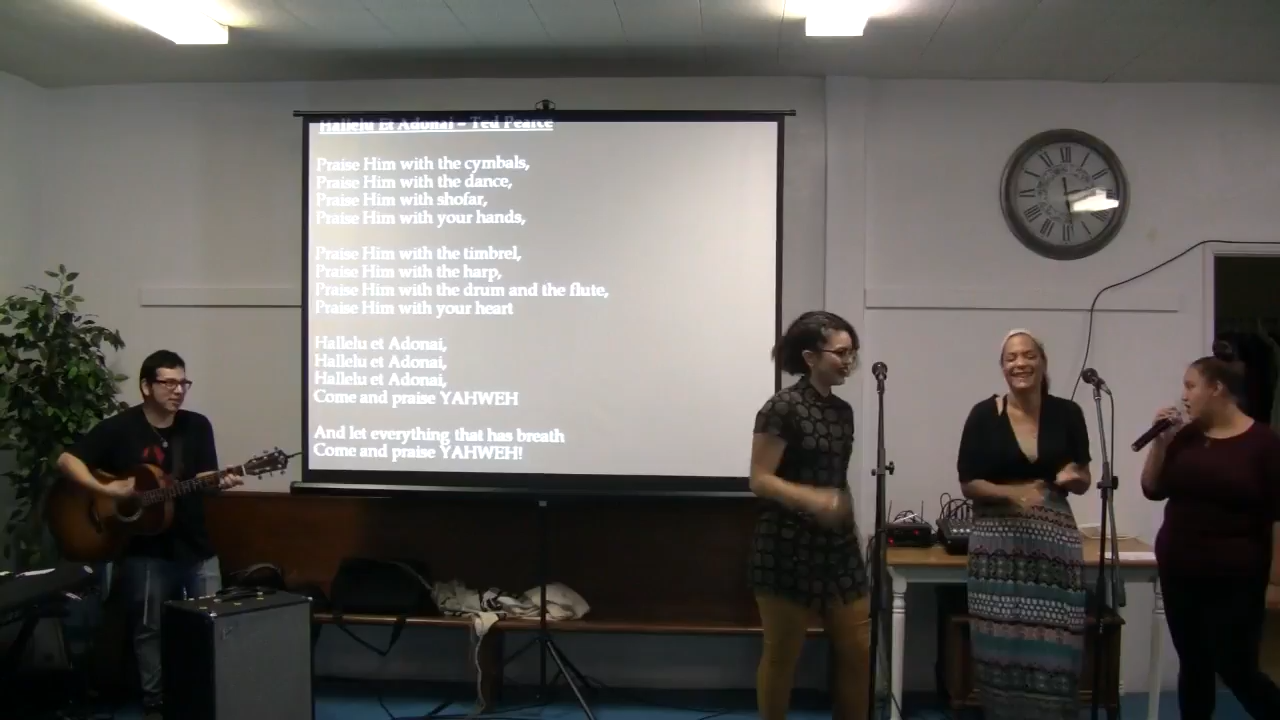 Hallelu Et Adonai – Ted Pearce
Praise Him with the cymbals,
Praise Him with the dance,
Praise Him with shofar,
Praise Him with your hands,
Praise Him with the timbrel,
Praise Him with the harp,
Praise Him with the drum and the flute,
Praise Him with your heart
Hallelu et Adonai,
Hallelu et Adonai,
Hallelu et Adonai,
Come and praise YAHWEH
And let everything that has breath
Come and praise YAHWEH!